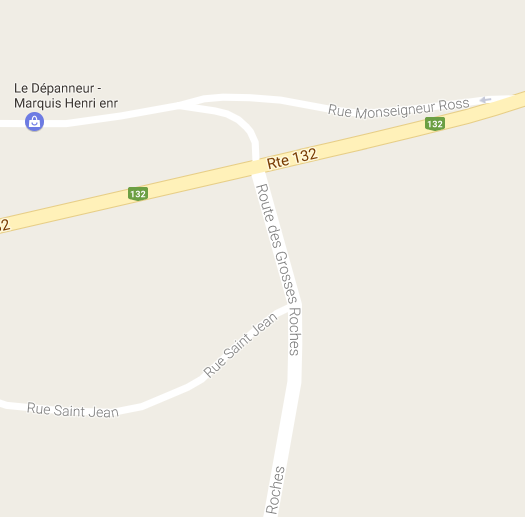 Le Dépanneur -
Marquis Henri enr
Rue Monseigneur Ross
132
Rte 132
132
Route des Grosses Roches
Rue Saint Jean
Rue Saint Jean
Roches